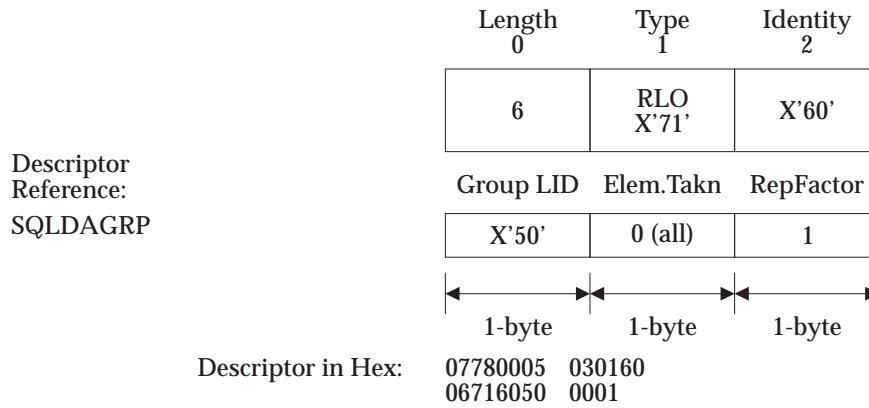 Length Type Identity
0 1 2
6 RLO X’60’
X’71’
Descriptor
Reference:
Group LID Elem.Takn RepFactor
SQLDAGRP
X’50’ 0 (all) 1
1-byte 1-byte 1-byte
Descriptor in Hex: 07780005 030160
06716050 0001